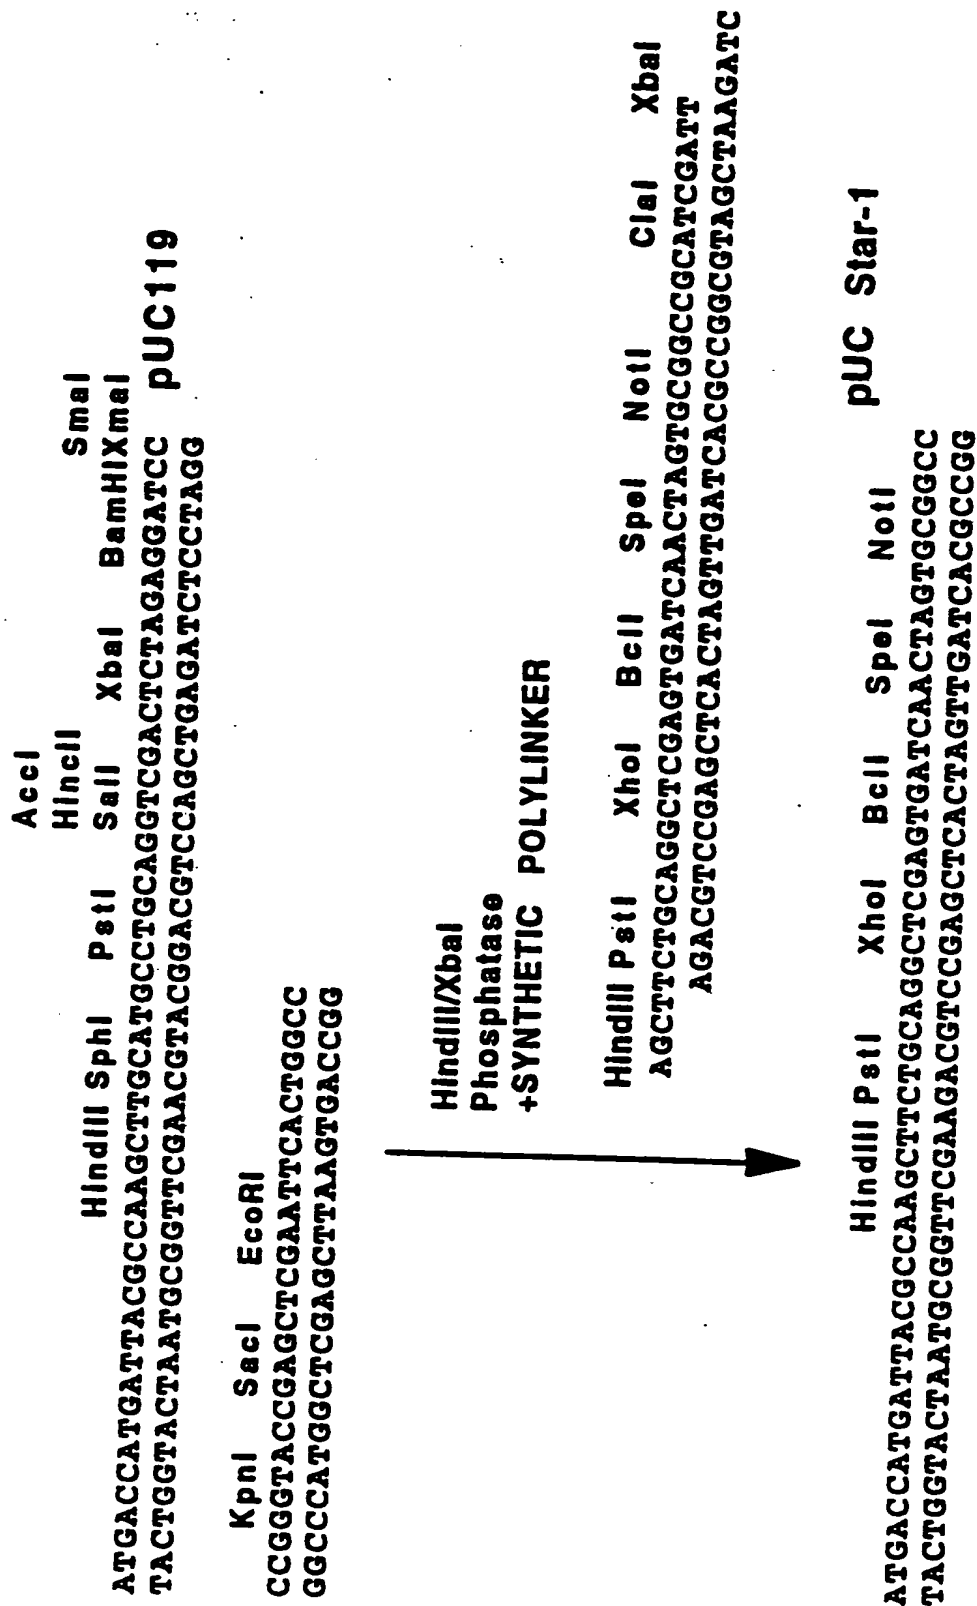 AccI
HincII SmaI
HindIII SphI PstI SalI XbaI BamHIXmaI
ATGACCATGATTACGCCAAGCTTGCATGCCTGCAGGTCGACTCTAGAGGATCC pUC119
TACTGGTACTAATGCGGTTCGAACGTACGGACGTCCAGCTGAGATCTCCTAGG
KpnI SacI EcoRI
CCGGGTACCGAGCTCGAATTCACTGGCC
GGCCCATGGCTCGAGCTTAAGTGACCGG
HindIII/XbaI
Phosphatase
+SYNTHETIC POLYLINKER
HindIII PstI XhoI BclI SpeI NotI ClaI XbaI
AGCTTCTGCAGGCTCGAGTGATCAACTAGTGCGGCCGCATCGATT
AGACGTCCGAGCTCACTAGTTGATCACGCCGGCGTAGCTAAGATC
HindIII PstI XhoI BclI SpeI NotI pUC Star-1
ATGACCATGATTACGCCAAGCTTCTGCAGGCTCGAGTGATCAACTAGTGCGGCC
TACTGGTACTAATGCGGTTCGAAGACGTCCGAGCTCACTAGTTGATCACGCCGG